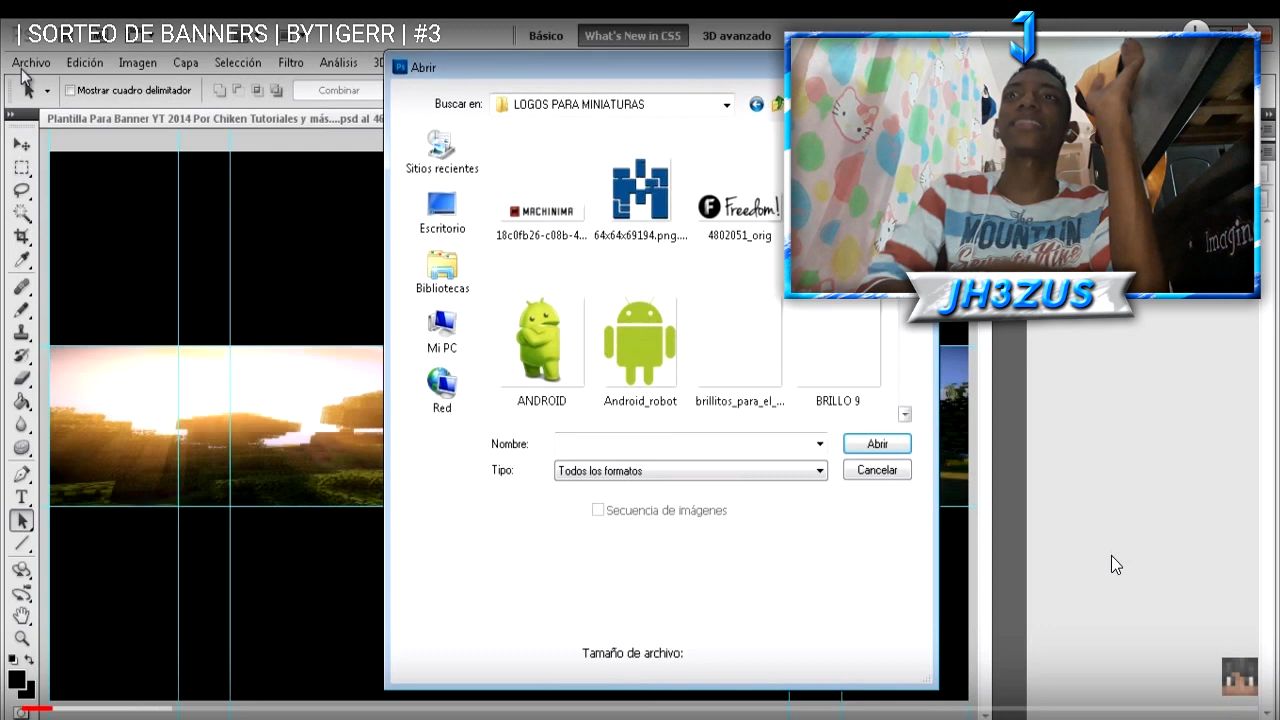 | SORTEO DE BANNERS | BYTIGERR | #3
Básico
What's New in CS5
3D avanzado
Archivo Edición Imagen Capa Selección Filtro Análisis
Mostrar cuadro delimitador
Combinar
Plantilla Para Banner YT 2014 Por Chiken Tutoriales y más....psd al
Ps
Abrir
Buscar en:
LOGOS PARA MINIATURAS
Sitios recientes
Escritorio
Bibliotecas
Mi PC
Red
MACHINIMA
18c0fb26-c08b-4...
64x64x69194.png....
Freedom!
4802051_orig
ANDROID
Android_robot
brillitos_para_el_...
BRILLO 9
Nombre:
Abrir
Tipo:
Todos los formatos
Cancelar
Secuencia de imágenes
Tamaño de archivo:
J
The
MOUNTAIN
Imagin
JH3ZUS